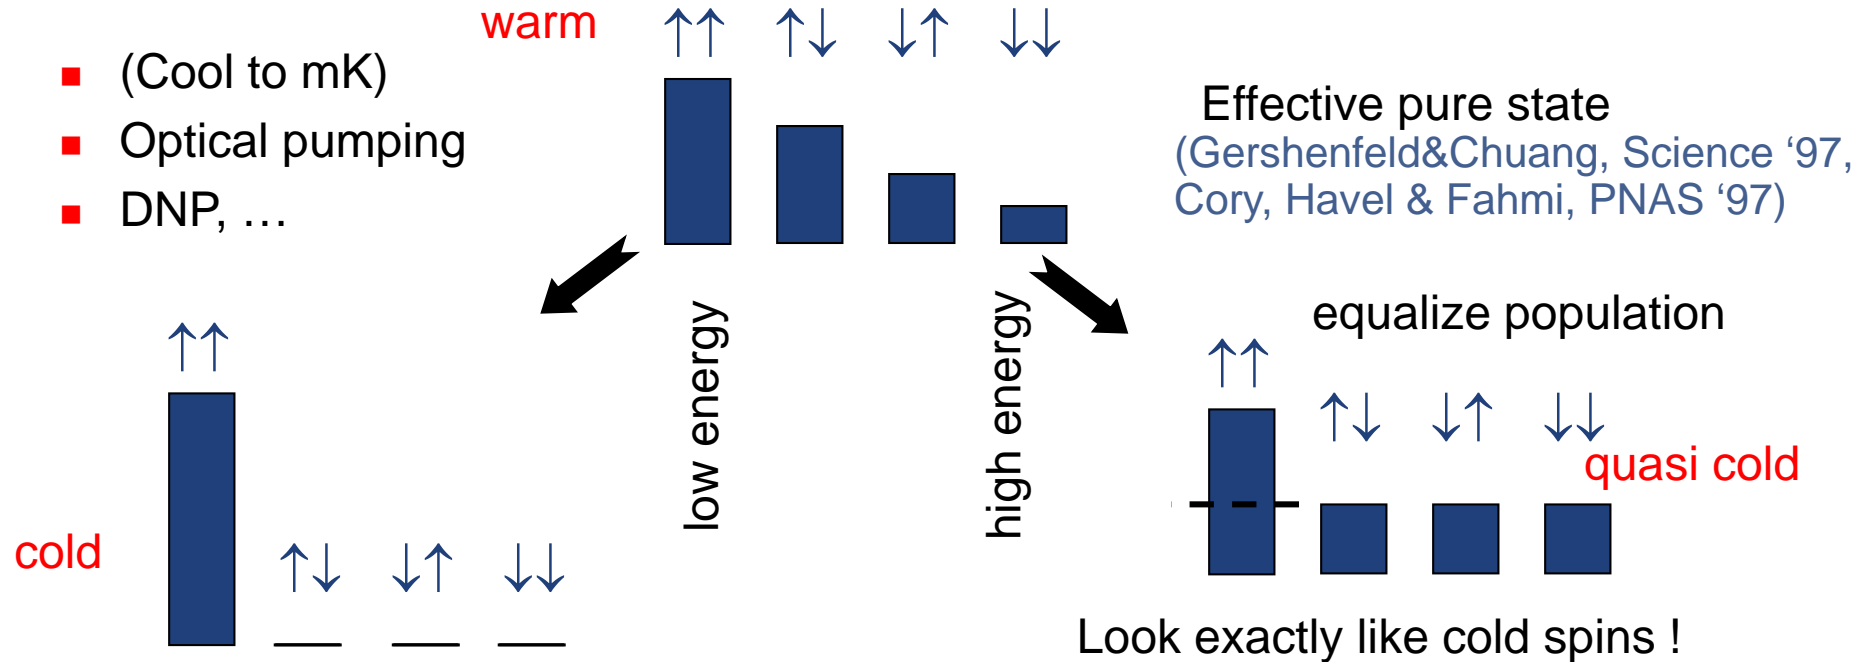 warm
↑↑ ↑↓ ↓↑ ↓↓
(Cool to mK)
Optical pumping
DNP, …
Effective pure state
(Gershenfeld&Chuang, Science ‘97,
Cory, Havel & Fahmi, PNAS ‘97)
low energy
high energy
equalize population
↑↑
↑↓ ↓↑ ↓↓
quasi cold
↑↑
cold
↑↓ ↓↑ ↓↓
Look exactly like cold spins !